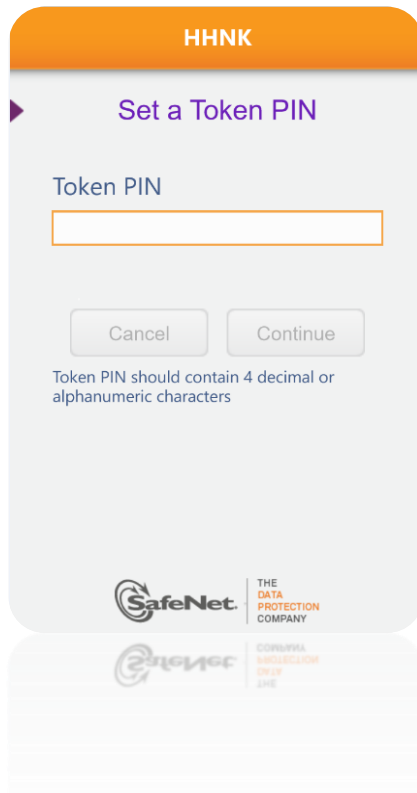 HHNK
Set a Token PIN
Token PIN
Cancel Continue
Token PIN should contain 4 decimal or
alphanumeric characters
SafeNet.
THE
DATA
PROTECTION
COMPANY